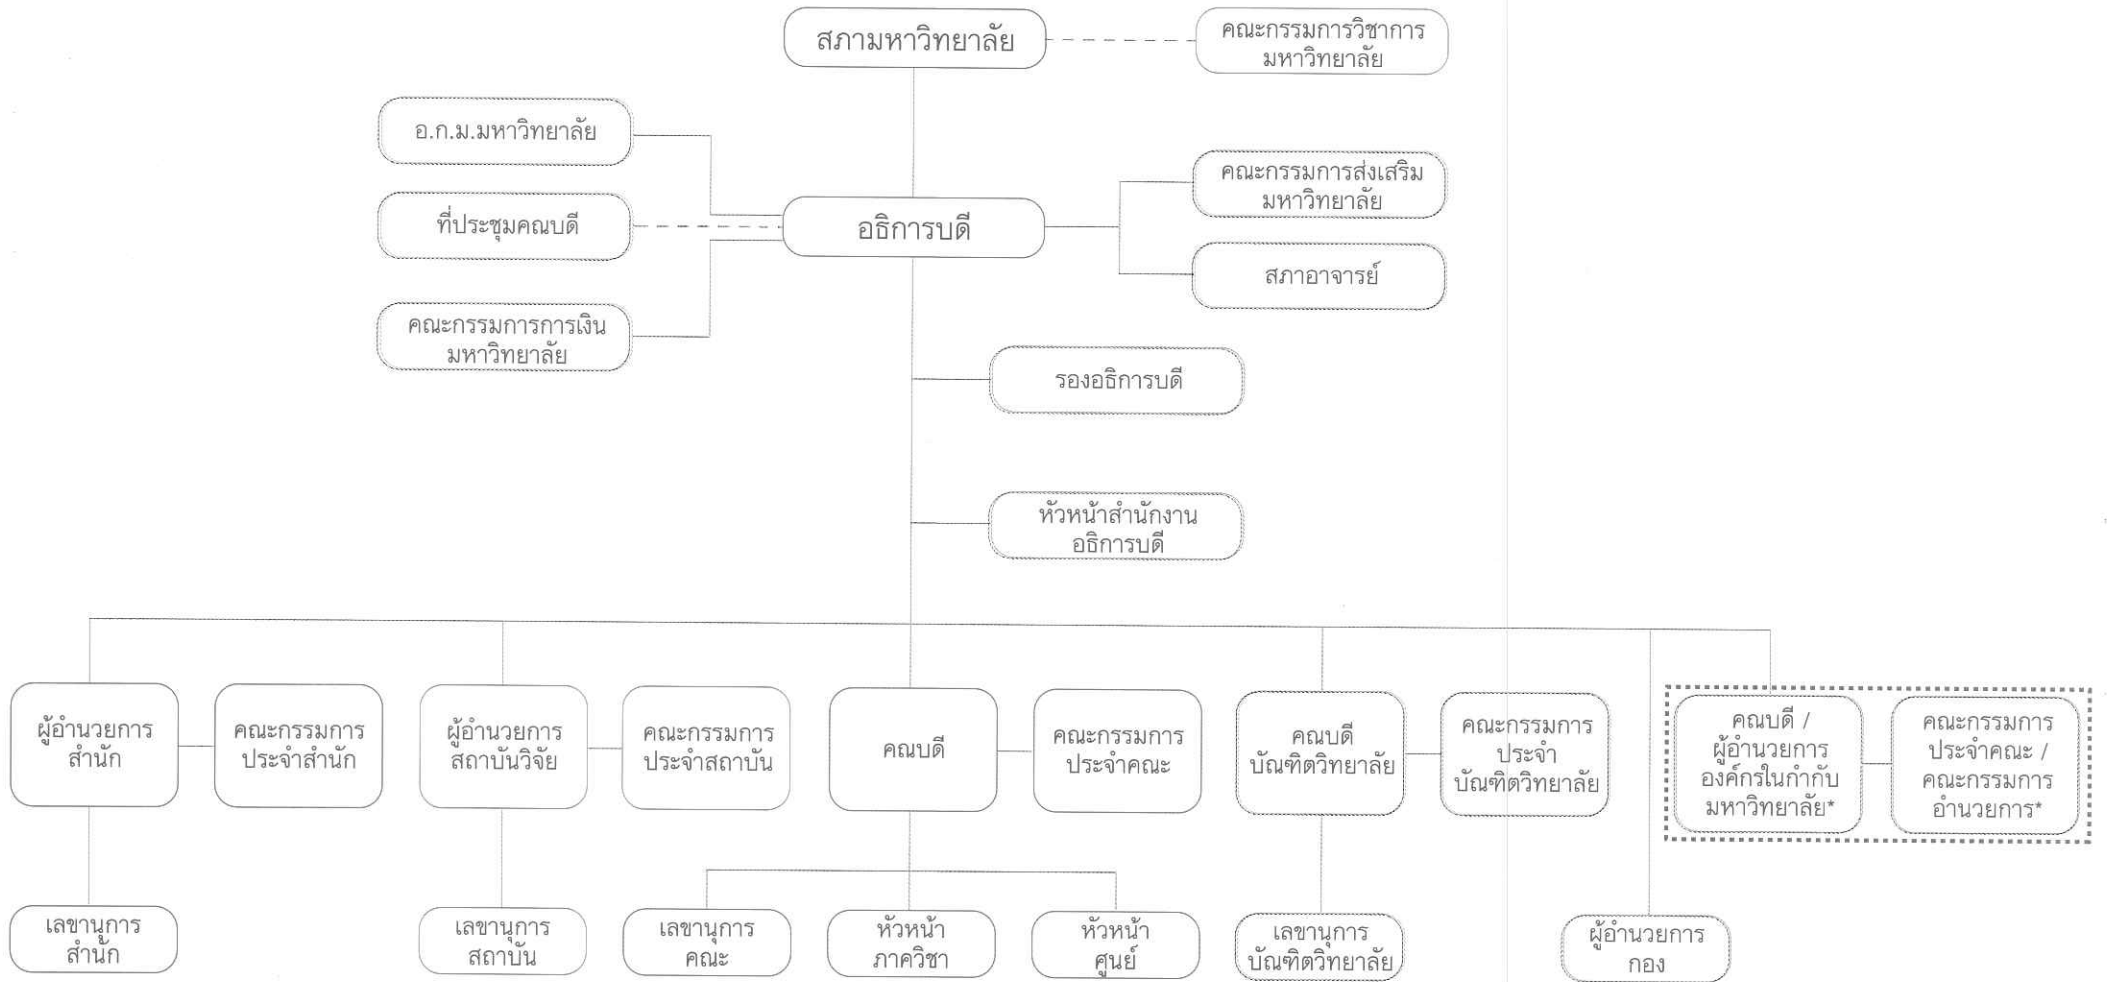 สภามหาวิทยาลัย
คณะกรรมการวิชาการ
มหาวิทยาลัย
อ.ก.ม.มหาวิทยาลัย
คณะกรรมการส่งเสริม
มหาวิทยาลัย
ที่ประชุมคณบดี
อธิการบดี
สภาอาจารย์
คณะกรรมการการเงิน
มหาวิทยาลัย
รองอธิการบดี
หัวหน้าสำนักงาน
อธิการบดี
ผู้อำนวยการ
สำนัก
คณะกรรมการ
ประจำสำนัก
ผู้อำนวยการ
สถาบันวิจัย
คณะกรรมการ
ประจำสถาบัน
คณบดี
คณะกรรมการ
ประจำคณะ
คณบดี
บัณฑิตวิทยาลัย
คณะกรรมการ
ประจำ
บัณฑิตวิทยาลัย
คณบดี /
ผู้อำนวยการ
องค์กรในกำกับ
มหาวิทยาลัย*
คณะกรรมการ
ประจำคณะ /
คณะกรรมการ
อำนวยการ*
เลขานุการ
สำนัก
เลขานุการ
สถาบัน
เลขานุการ
คณะ
หัวหน้า
ภาควิชา
หัวหน้า
ศูนย์
เลขานุการ
บัณฑิตวิทยาลัย
ผู้อำนวยการ
กอง